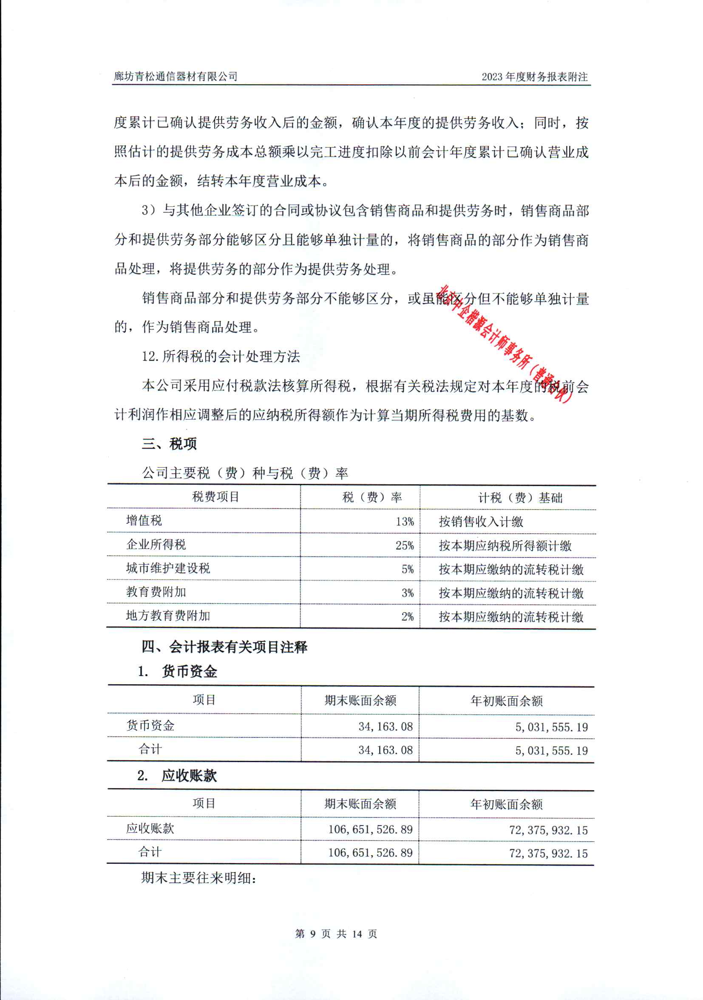 廊坊青松通信器材有限公司 2023 年度财务报表附注
度累计已确认提供劳务收入后的金额，确认本年度的提供劳务收入；同时，按
照估计的提供劳务成本总额乘以完工进度扣除以前会计年度累计已确认营业成
本后的金额，结转本年度营业成本。
3）与其他企业签订的合同或协议包含销售商品和提供劳务时，销售商品部
分和提供劳务部分能够区分且能够单独计量的，将销售商品的部分作为销售商
品处理，将提供劳务的部分作为提供劳务处理。
销售商品部分和提供劳务部分不能够区分，或虽能区分但不能够单独计量
的，作为销售商品处理。
北京中企楷源会计师事务所（普通合伙）
12.所得税的会计处理方法
本公司采用应付税款法核算所得税，根据有关税法规定对本年度的税前会
计利润作相应调整后的应纳税所得额作为计算当期所得税费用的基数。
三、税项
公司主要税（费）种与税（费）率
税费项目 税（费）率 计税（费）基础
增值税 13% 按销售收入计缴
企业所得税 25% 按本期应纳税所得额计缴
城市维护建设税 5% 按本期应缴纳的流转税计缴
教育费附加 3% 按本期应缴纳的流转税计缴
地方教育费附加 2% 按本期应缴纳的流转税计缴
四、会计报表有关项目注释
1. 货币资金
项目 期末账面余额 年初账面余额
货币资金 34,163.08 5,031,555.19
合计 34,163.08 5,031,555.19
2. 应收账款
项目 期末账面余额 年初账面余额
应收账款 106,651,526.89 72,375,932.15
合计 106,651,526.89 72,375,932.15
期末主要往来明细：
第 9 页 共 14 页